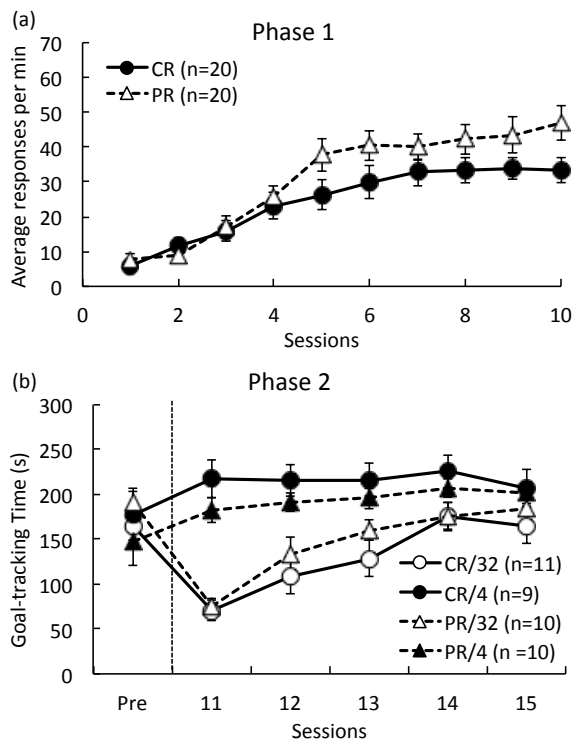 (a)
Phase 1
CR (n=20)
PR (n=20)
Average responses per min
70
60
50
40
30
20
10
0
0 2 4 6 8 10
Sessions
(b)
Phase 2
Goal-tracking Time (s)
300
250
200
150
100
50
0
CR/32 (n=11)
CR/4 (n=9)
PR/32 (n=10)
PR/4 (n =10)
Pre 11 12 13 14 15
Sessions